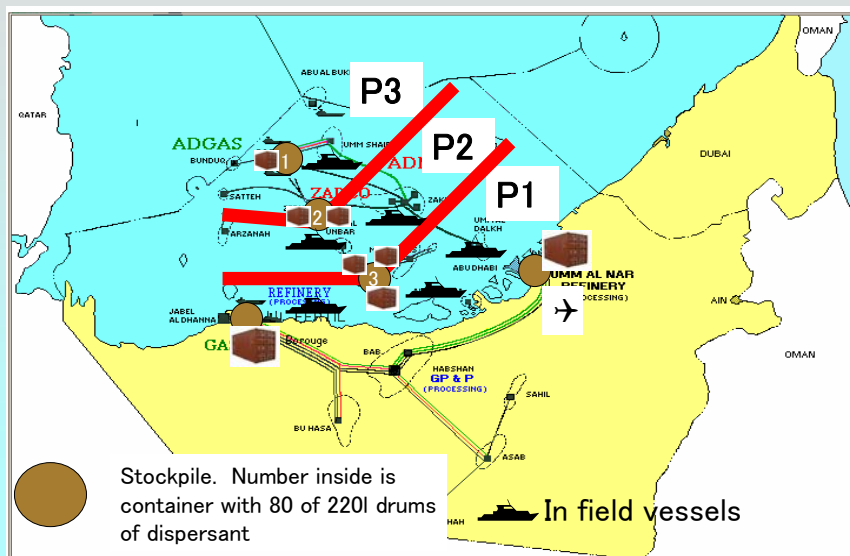 OMAN
ABU AL BUK
P3
QATAR
ADGAS
1
UMM SHAIF
BUNDUQ
P2
DUBAI
SATTEH
P1
2
ARZANAH
UMM AL
DALKH
3
ABU DHABI
UMM AL NAR
REFINERY
(PROCESSING)
REFINERY
(PROCESSING)
AIN
JABEL
AL DHANNA
Borouge
OMAN
BAB
HABSHAN
GP & P
(PROCESSING)
SAHIL
BU HASA
ASAB
Stockpile. Number inside is
container with 80 of 220l drums
of dispersant
HAH
In field vessels